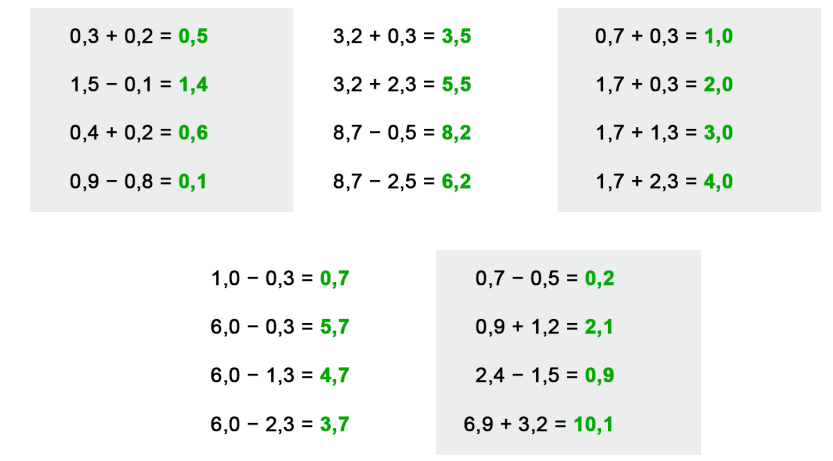 0,3 + 0,2 = 0,5
1,5 − 0,1 = 1,4
0,4 + 0,2 = 0,6
0,9 − 0,8 = 0,1
3,2 + 0,3 = 3,5
3,2 + 2,3 = 5,5
8,7 − 0,5 = 8,2
8,7 − 2,5 = 6,2
0,7 + 0,3 = 1,0
1,7 + 0,3 = 2,0
1,7 + 1,3 = 3,0
1,7 + 2,3 = 4,0
1,0 − 0,3 = 0,7
6,0 − 0,3 = 5,7
6,0 − 1,3 = 4,7
6,0 − 2,3 = 3,7
0,7 − 0,5 = 0,2
0,9 + 1,2 = 2,1
2,4 − 1,5 = 0,9
6,9 + 3,2 = 10,1